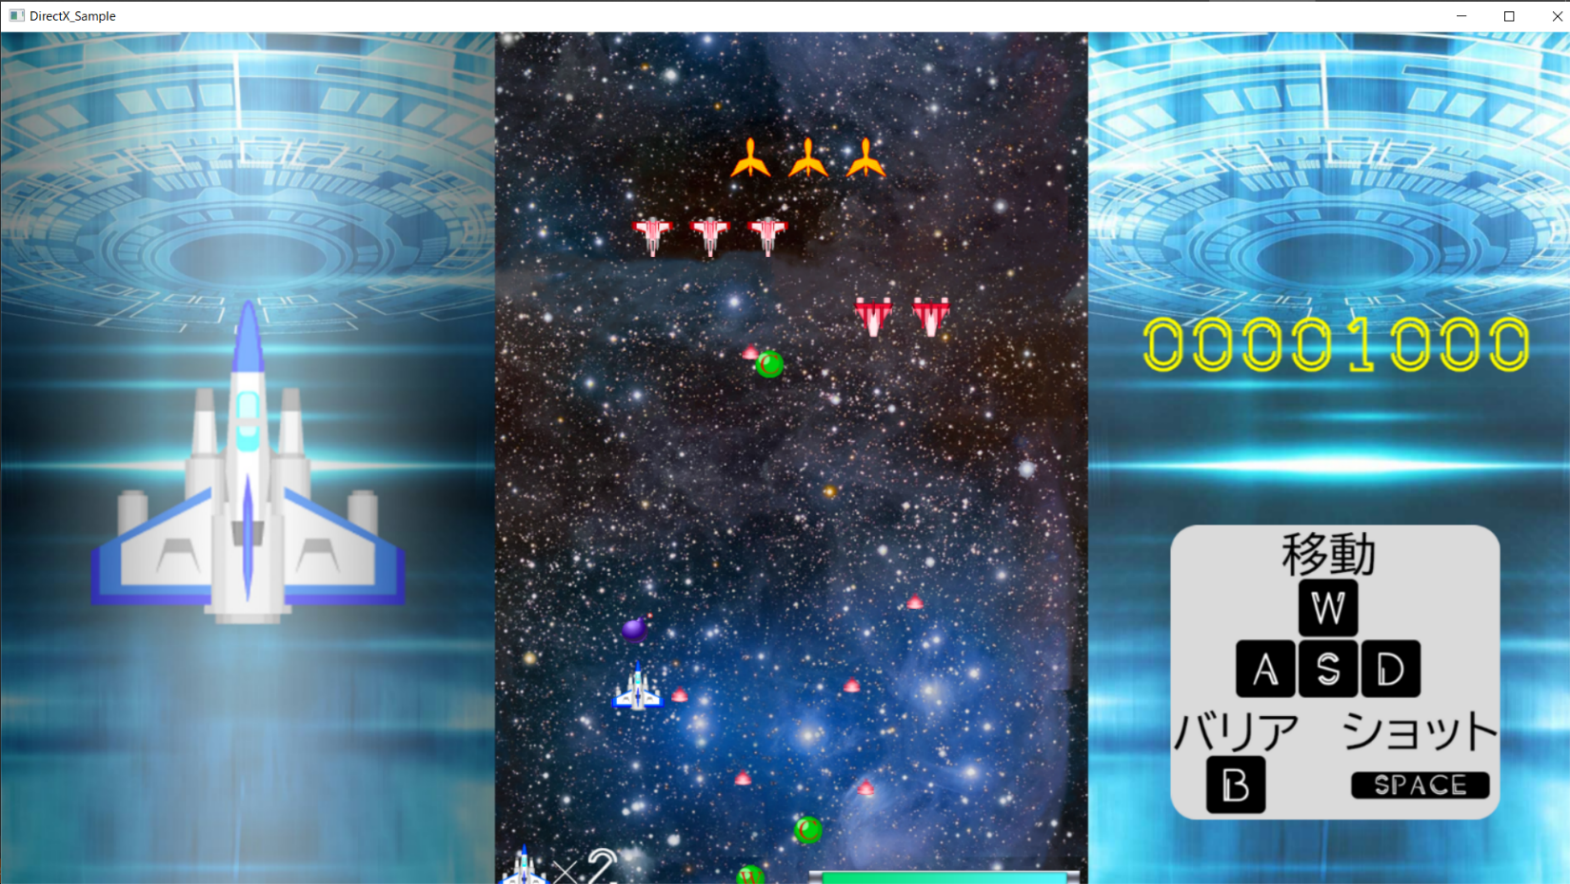 DirectX_Sample
00001000
移動
W
A S D
バリア ショット
B SPACE
×2